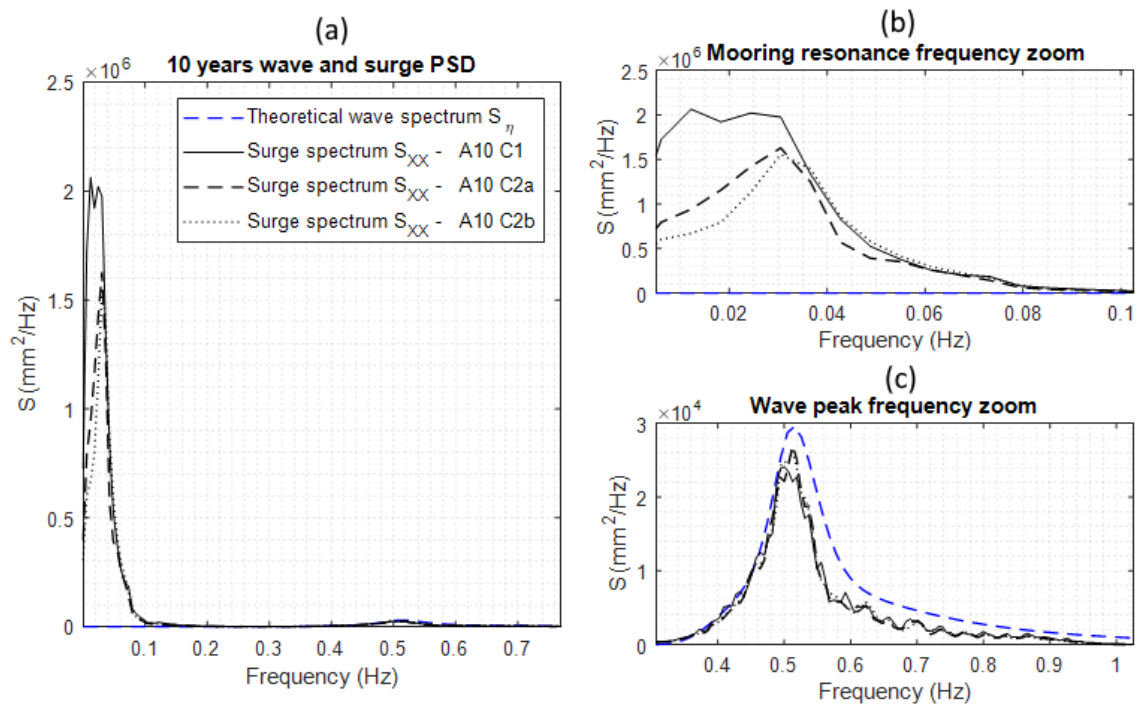 (a)
10 years wave and surge PSD
×10^6
2.5
2
1.5
1
0.5
0
S (mm^2/Hz)
Theoretical wave spectrum S_η
Surge spectrum S_XX - A10 C1
Surge spectrum S_XX - A10 C2a
Surge spectrum S_XX - A10 C2b
0.1 0.2 0.3 0.4 0.5 0.6 0.7
Frequency (Hz)
(b)
Mooring resonance frequency zoom
×10^6
2.5
2
1.5
1
0.5
0
S (mm^2/Hz)
0.02 0.04 0.06 0.08 0.1
Frequency (Hz)
(c)
Wave peak frequency zoom
×10^4
3
2
1
0
S (mm^2/Hz)
0.4 0.5 0.6 0.7 0.8 0.9 1
Frequency (Hz)